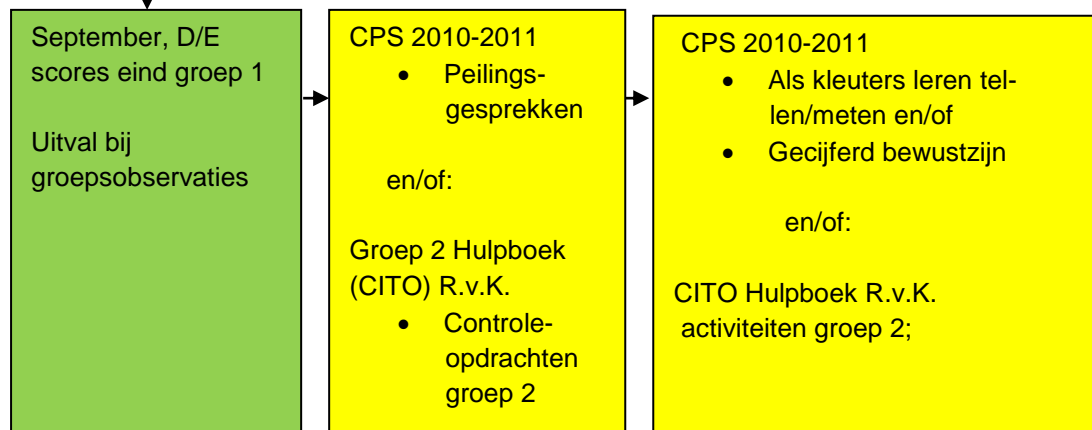 September, D/E
scores eind groep 1
Uitval bij
groepsobservaties
CPS 2010-2011
• Peilings-
gesprekken
en/of:
Groep 2 Hulpboek
(CITO) R.v.K.
• Controle-
opdrachten
groep 2
CPS 2010-2011
• Als kleuters leren tel-
len/meten en/of
• Gecijferd bewustzijn
en/of:
CITO Hulpboek R.v.K.
activiteiten groep 2;